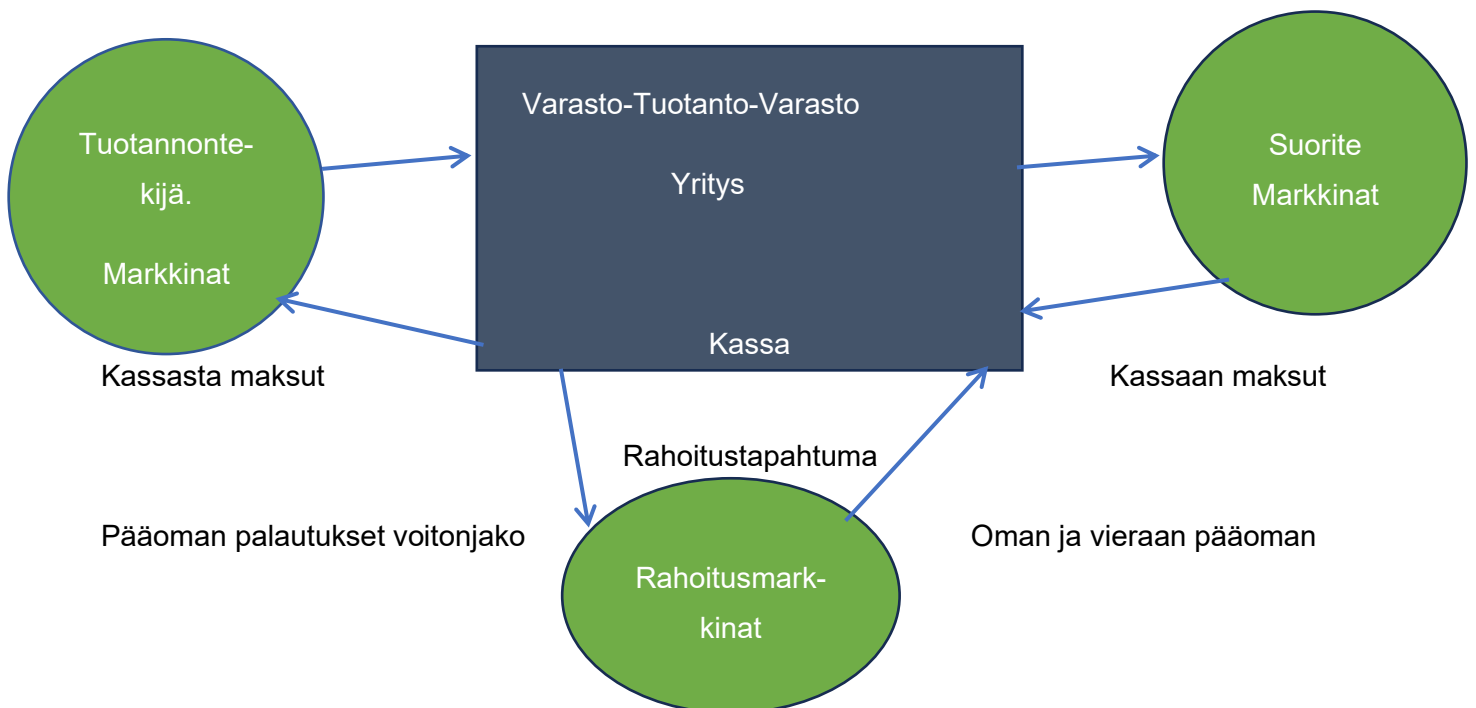 Tuotannonte-
kijä.
Markkinat
Varasto-Tuotanto-Varasto
Yritys
Kassa
Suorite
Markkinat
Kassasta maksut
Kassaan maksut
Rahoitustapahtuma
Pääoman palautukset voitonjako
Oman ja vieraan pääoman
Rahoitusmark-
kinat